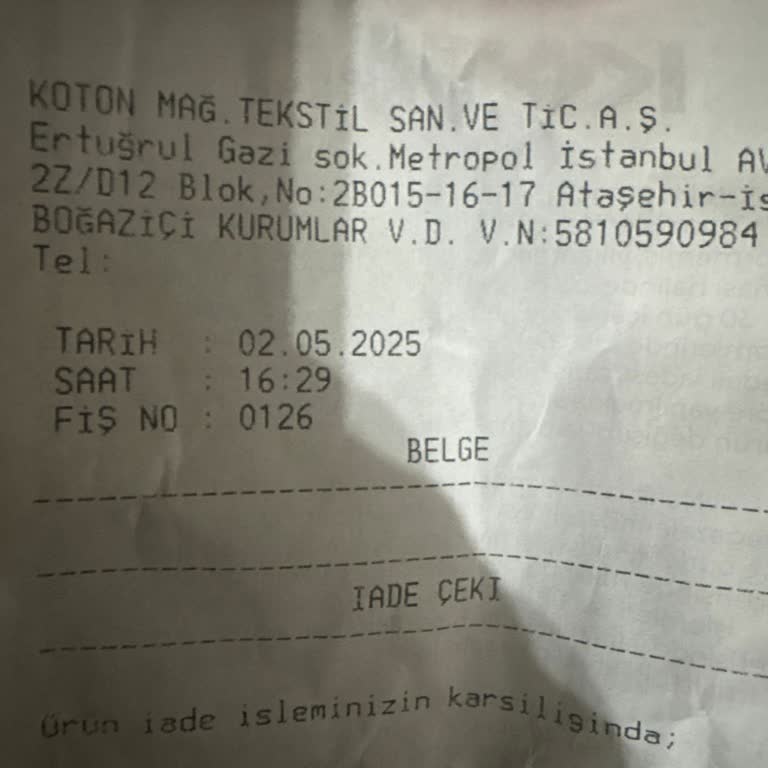 KOTON MAĞ.TEKSTİL SAN.VE TİC.A.Ş.
Ertuğrul Gazi sok.Metropol İstanbul AV
2Z/D12 Blok,No:2B015-16-17 Ataşehir-İs
BOĞAZİÇİ KURUMLAR V.D. V.N:5810590984
Tel:
TARİH : 02.05.2025
SAAT : 16:29
FİŞ NO : 0126
BELGE
IADE ÇEKI
Ürün iade isleminizin karsiliginda;